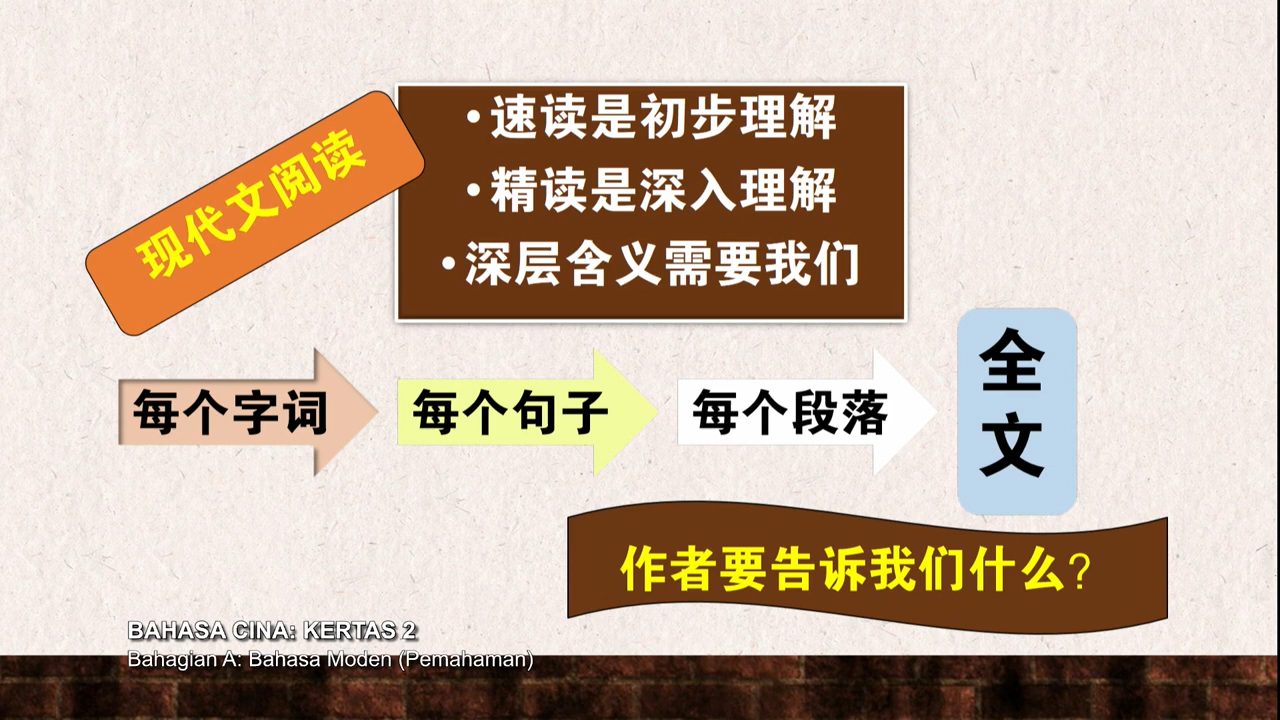 现代文阅读
•速读是初步理解
•精读是深入理解
•深层含义需要我们
每个字词
每个句子
每个段落
全
文
作者要告诉我们什么?
BAHASA CINA: KERTAS 2
Bahagian A: Bahasa Moden (Pemahaman)